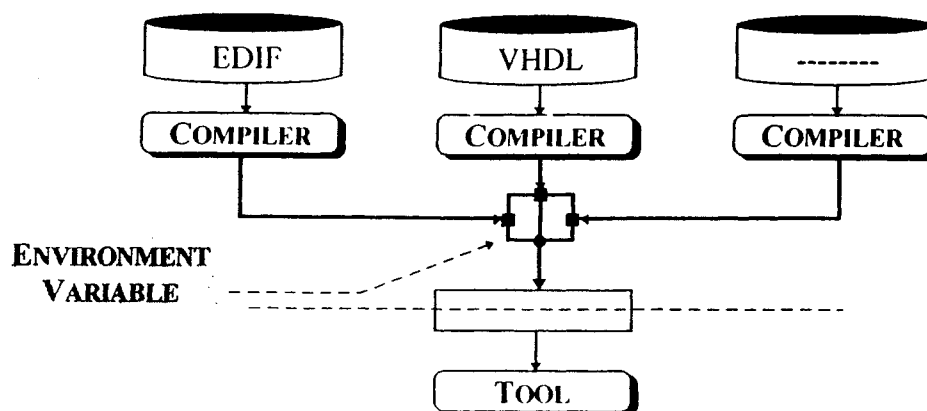 EDIF
VHDL
--------
COMPILER
COMPILER
COMPILER
ENVIRONMENT
VARIABLE
TOOL